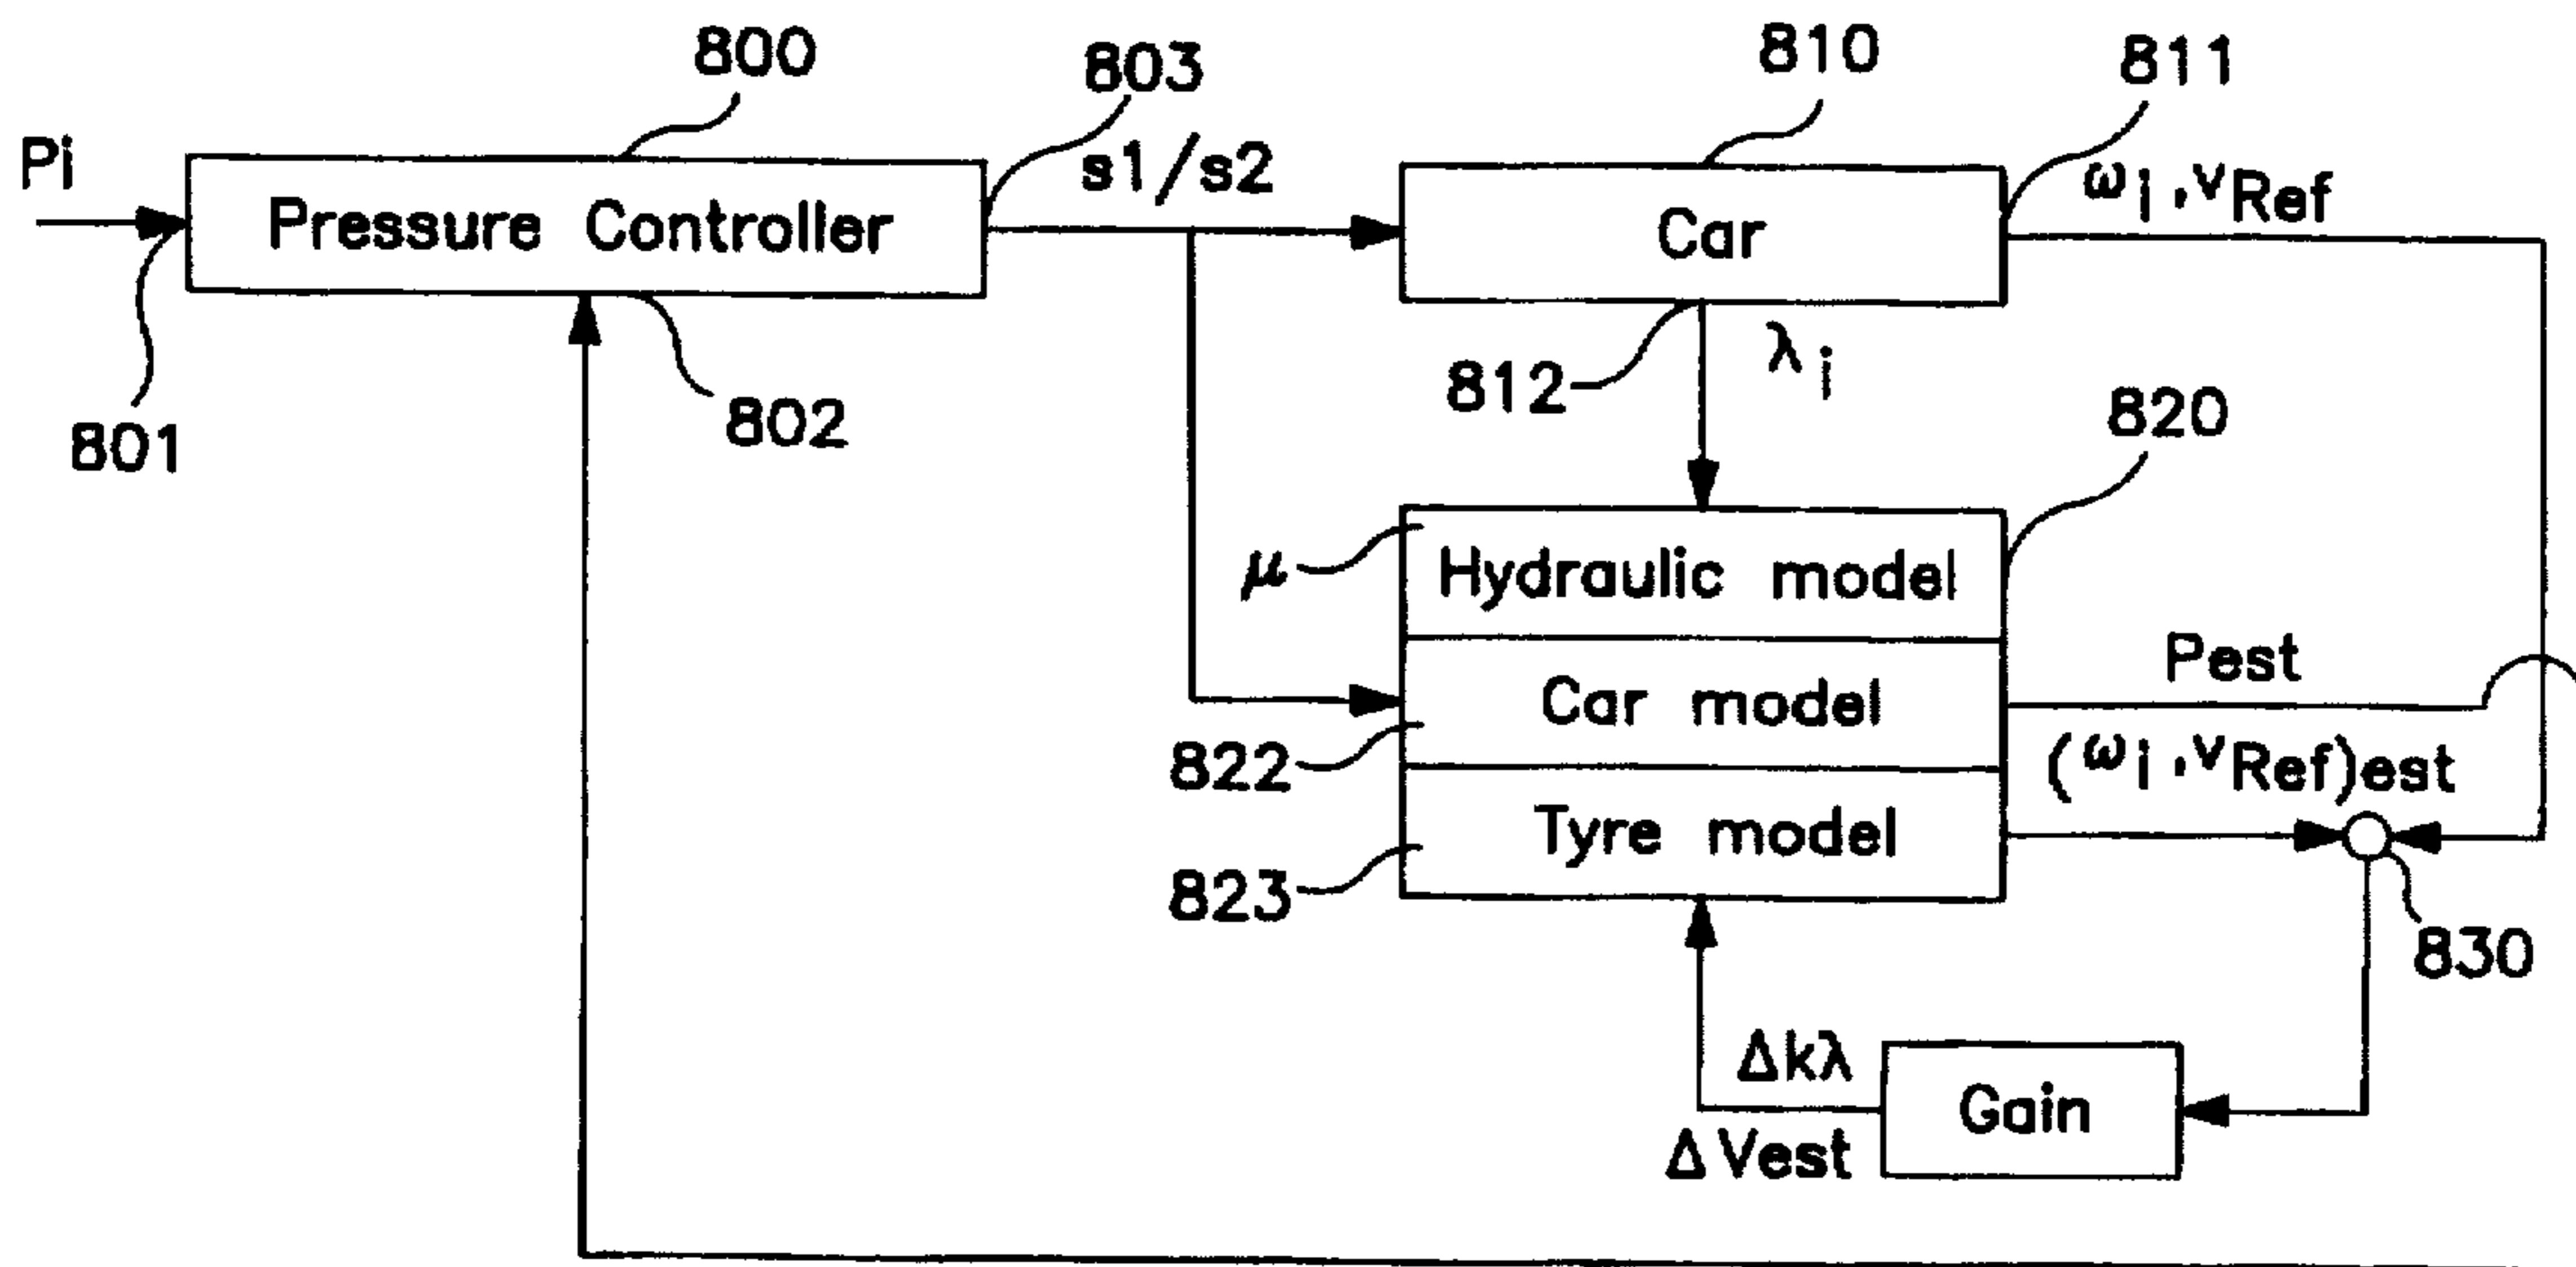 800
803
810
811
Pi
s1/s2
ωi,vRef
Pressure Controller
Car
λi
812
801
802
820
μ
Hydraulic model
Pest
Car model
822
(ωi,vRef)est
Tyre model
823
830
Δkλ
Gain
ΔVest